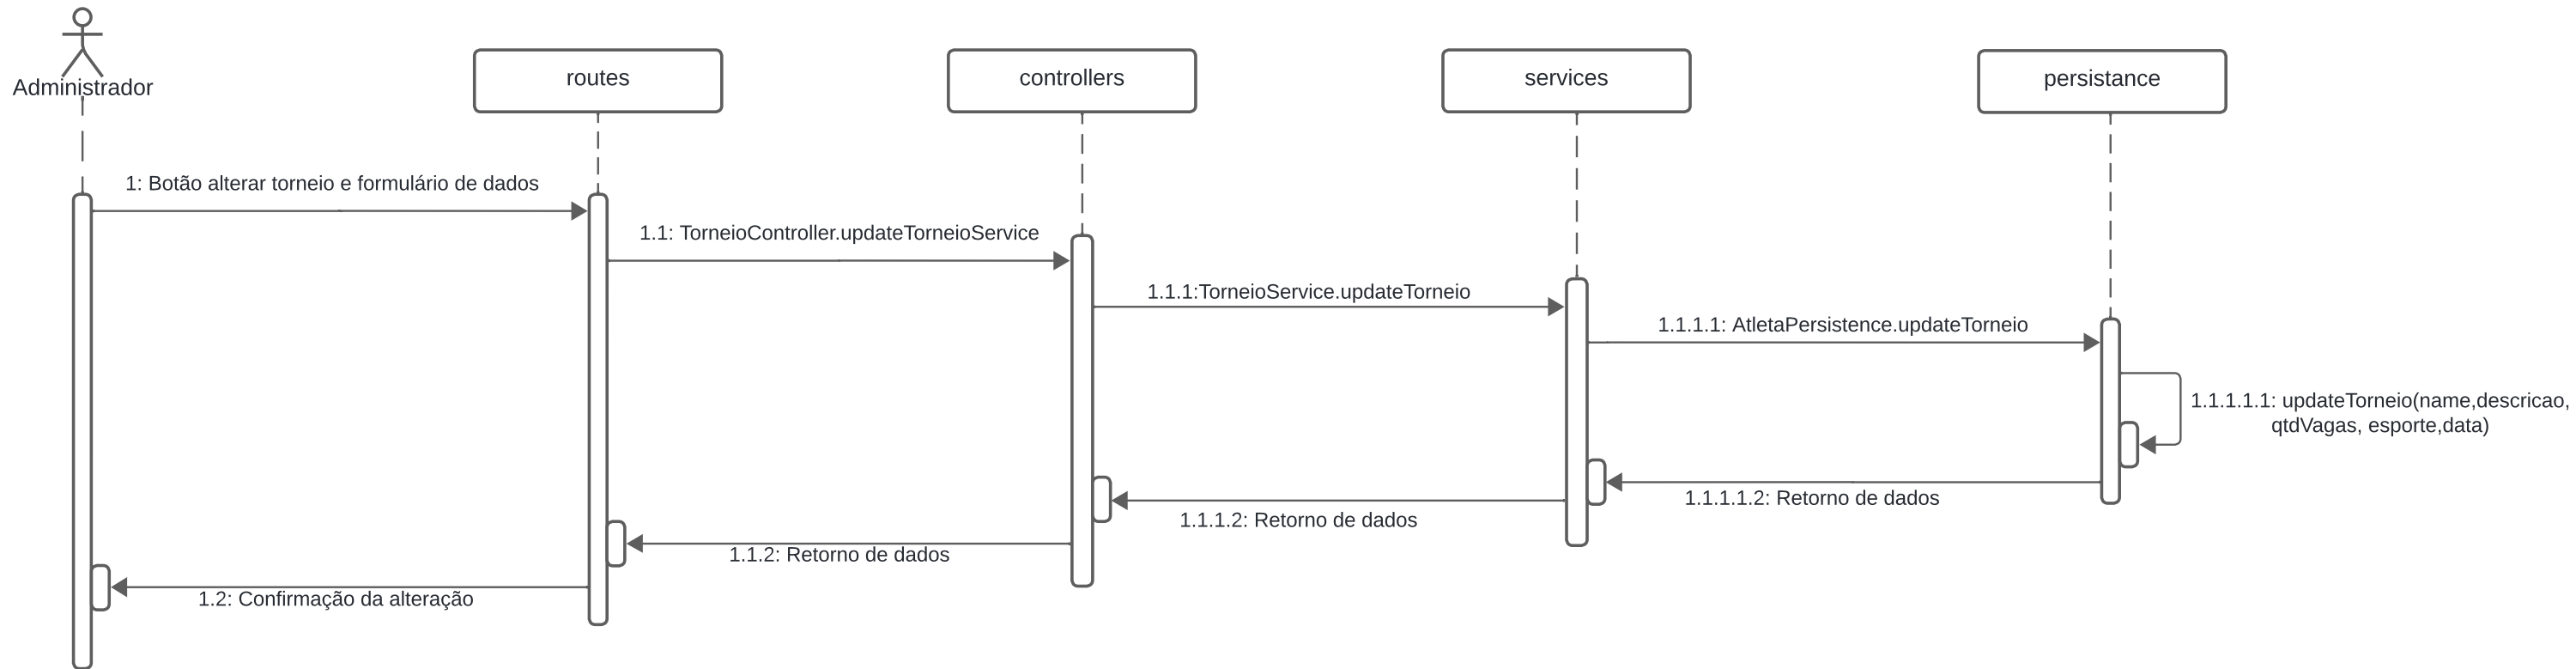 Administrador
routes
controllers
services
persistance
1: Botão alterar torneio e formulário de dados
1.1: TorneioController.updateTorneioService
1.1.1:TorneioService.updateTorneio
1.1.1.1: AtletaPersistence.updateTorneio
1.1.1.1.1: updateTorneio(name,descricao,
qtdVagas, esporte,data)
1.1.1.1.2: Retorno de dados
1.1.1.2: Retorno de dados
1.1.2: Retorno de dados
1.2: Confirmação da alteração